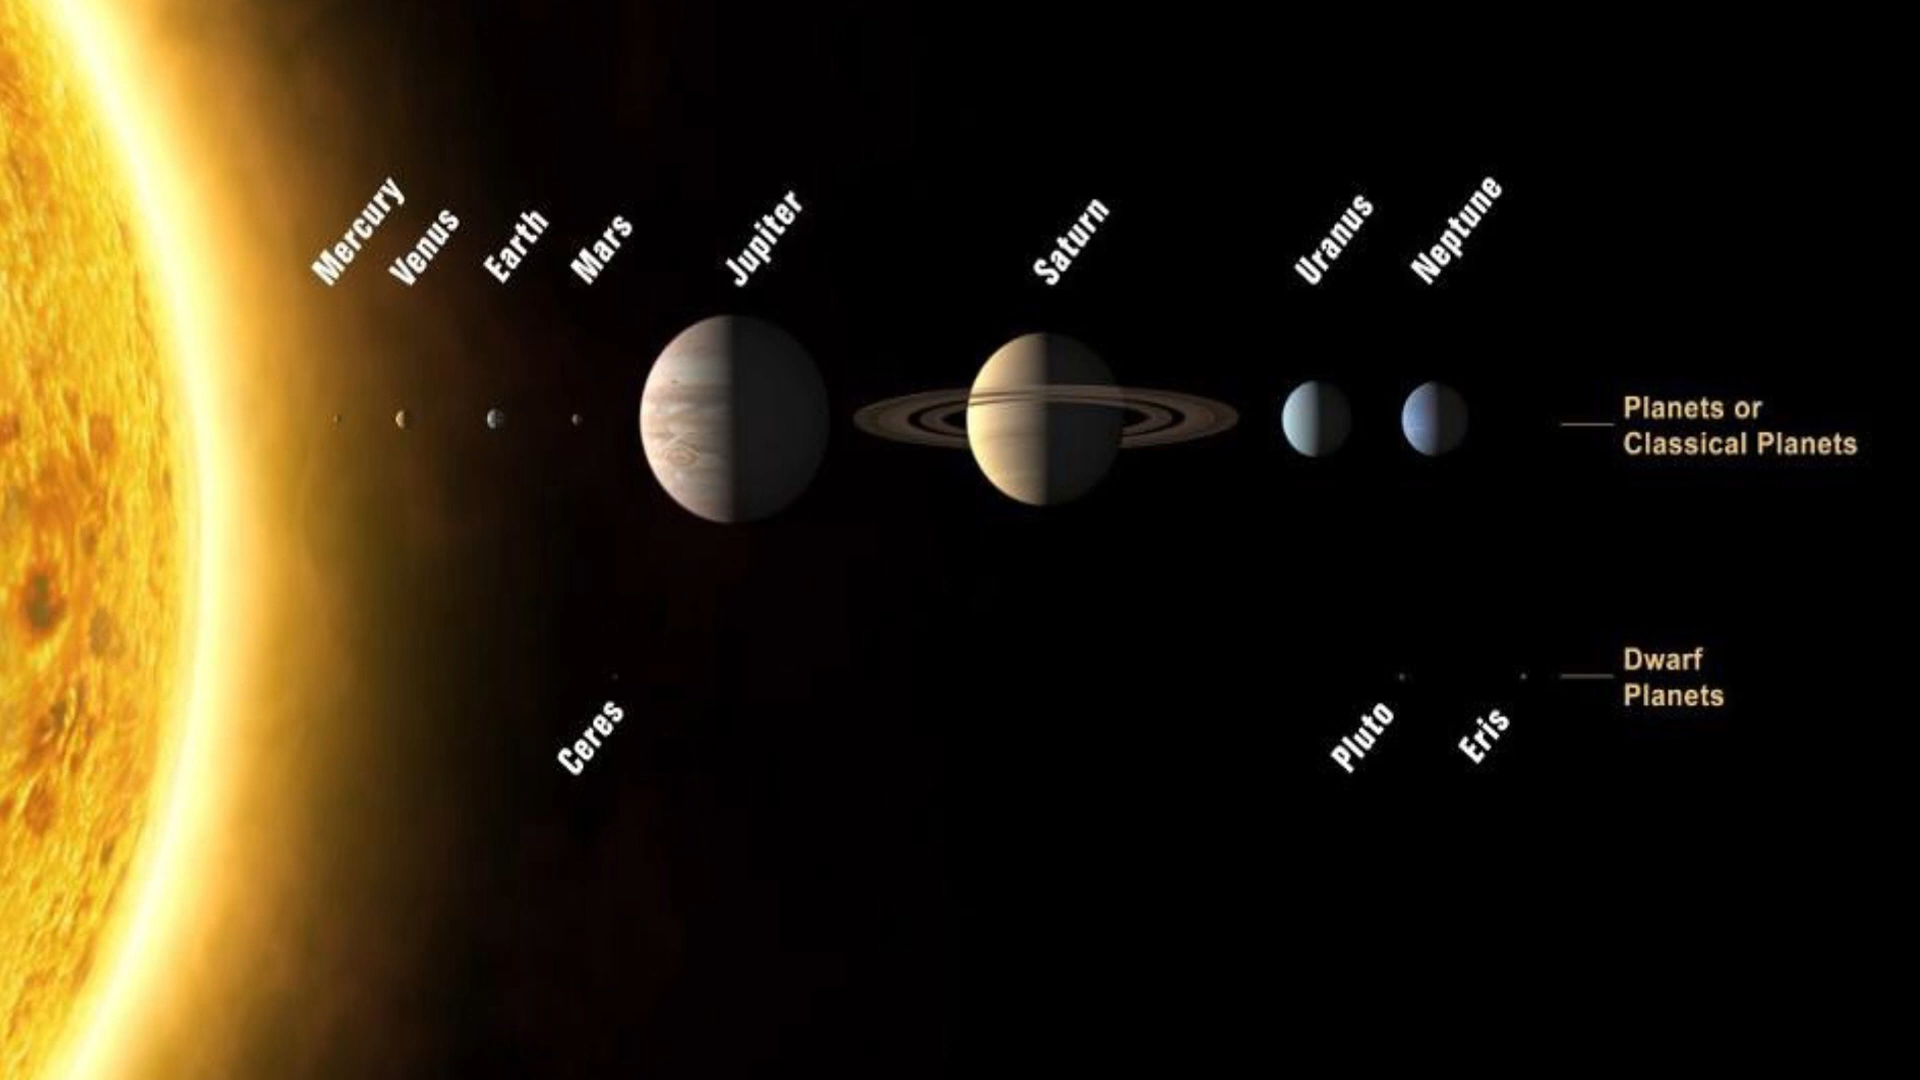 Mercury
Venus
Earth
Mars
Jupiter
Saturn
Uranus
Neptune
Planets or
Classical Planets
Ceres
Pluto
Eris
Dwarf
Planets